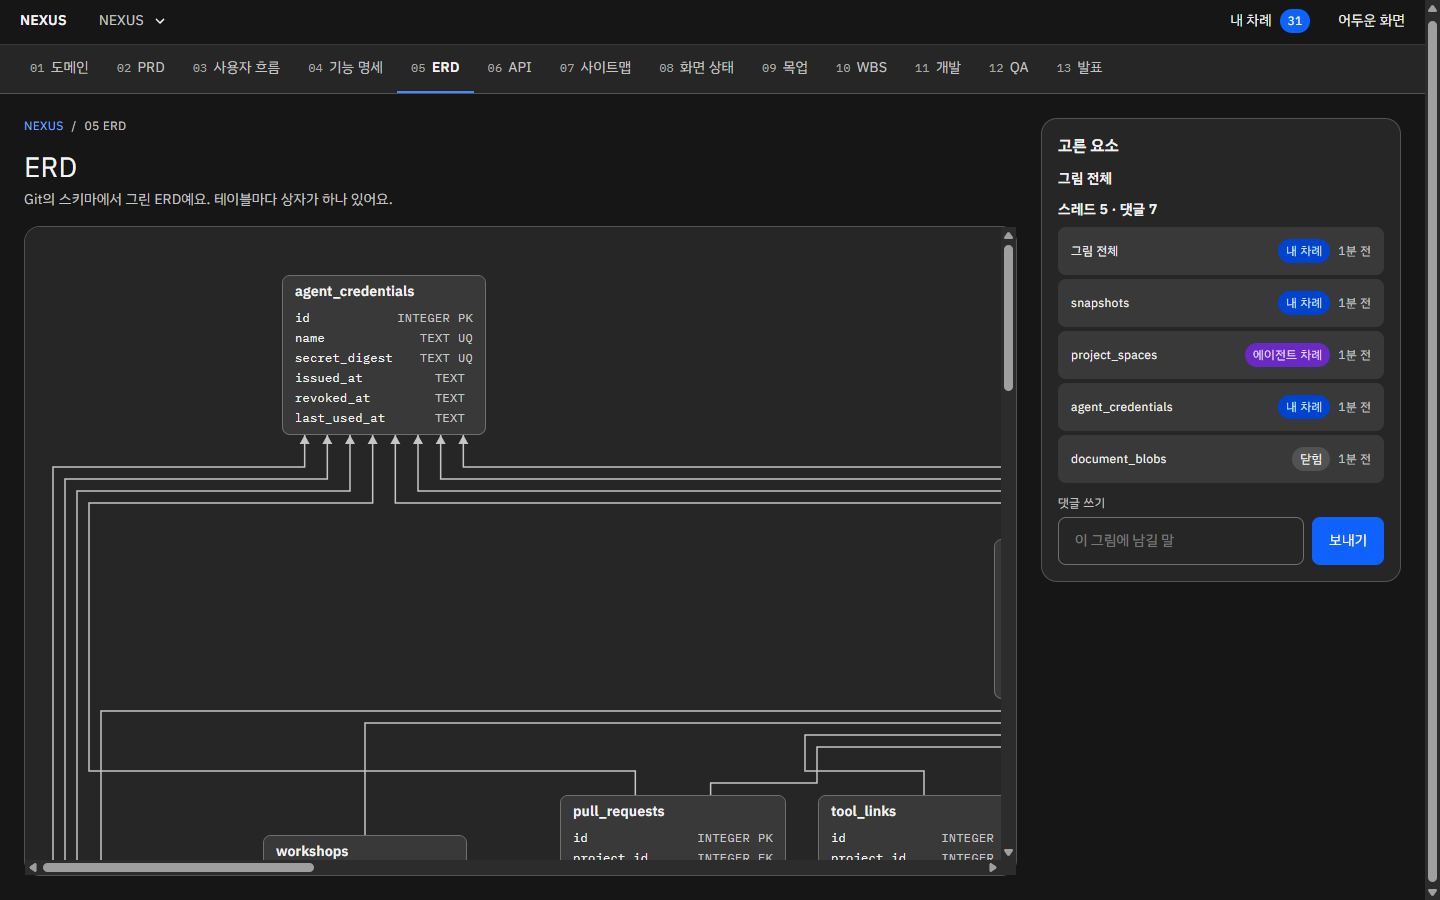 NEXUS NEXUS 내 차례 31 어두운 화면
01 도메인 02 PRD 03 사용자 흐름 04 기능 명세 05 ERD 06 API 07 사이트맵 08 화면 상태 09 목업 10 WBS 11 개발 12 QA 13 발표
NEXUS / 05 ERD
ERD
Git의 스키마에서 그린 ERD예요. 테이블마다 상자가 하나 있어요.
agent_credentials
id INTEGER PK
name TEXT UQ
secret_digest TEXT UQ
issued_at TEXT
revoked_at TEXT
last_used_at TEXT
pull_requests
id INTEGER PK
project_id INTEGER FK
tool_links
id INTEGER
project_id INTEGER
workshops
고른 요소
그림 전체
스레드 5 · 댓글 7
그림 전체 내 차례 1분 전
snapshots 내 차례 1분 전
project_spaces 에이전트 차례 1분 전
agent_credentials 내 차례 1분 전
document_blobs 닫힘 1분 전
댓글 쓰기
이 그림에 남길 말 보내기